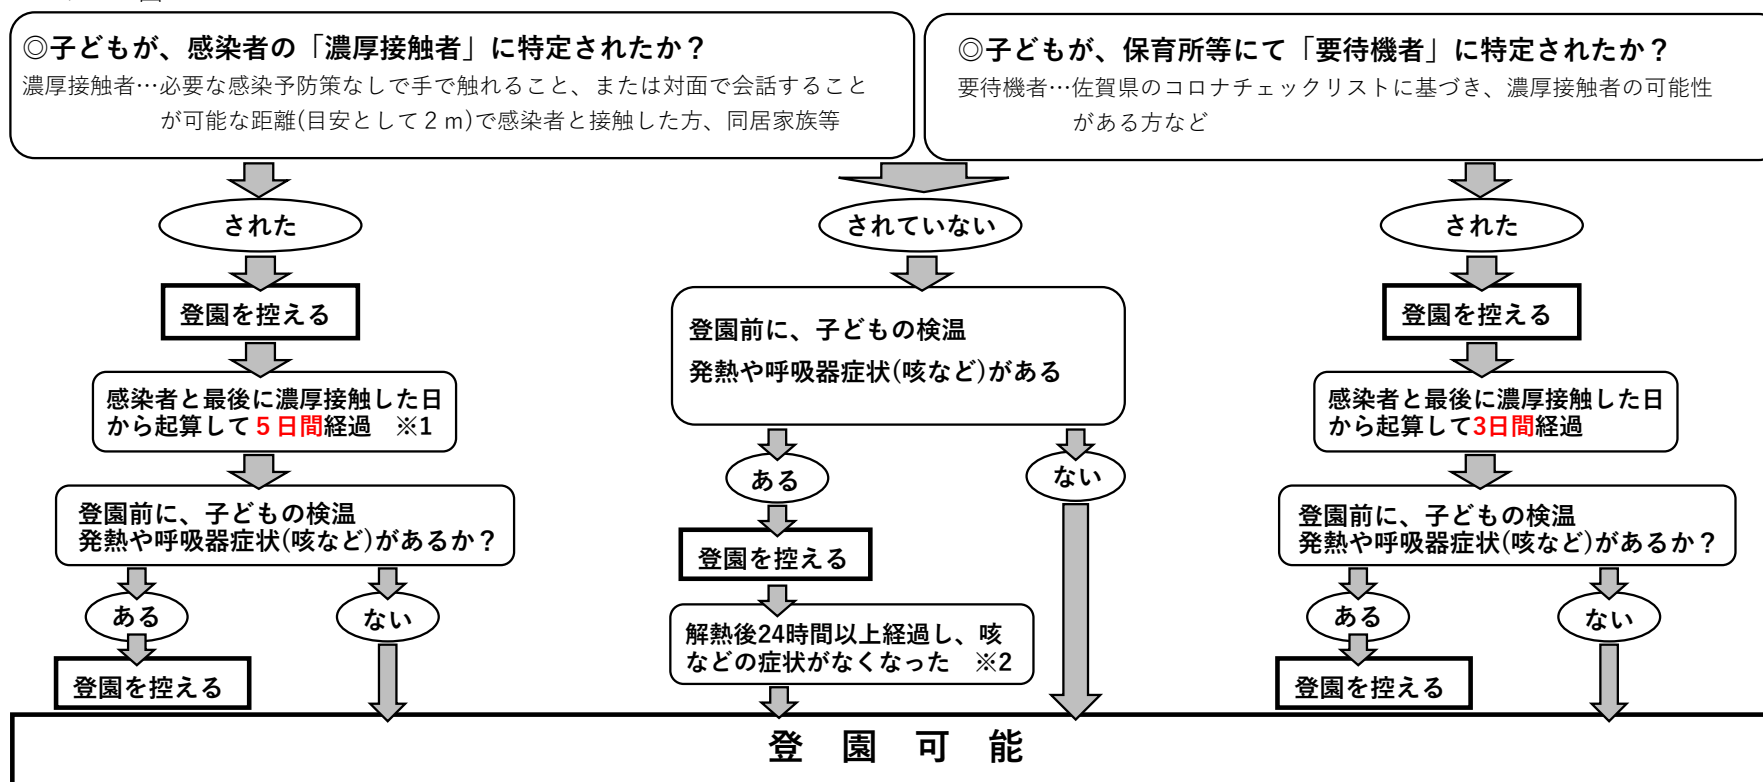 ◎子どもが、感染者の「濃厚接触者」に特定されたか？
濃厚接触者…必要な感染予防策なしで手で触れること、または対面で会話すること
が可能な距離(目安として２ｍ)で感染者と接触した方、同居家族等
◎子どもが、保育所等にて「要待機者」に特定されたか？
要待機者…佐賀県のコロナチェックリストに基づき、濃厚接触者の可能性
がある方など
された
されていない
された
登園を控える
登園前に、子どもの検温
発熱や呼吸器症状(咳など)がある
登園を控える
感染者と最後に濃厚接触した日
から起算して５日間経過　※1
感染者と最後に濃厚接触した日
から起算して3日間経過
ある
ない
登園前に、子どもの検温
発熱や呼吸器症状(咳など)があるか？
登園を控える
登園前に、子どもの検温
発熱や呼吸器症状(咳など)があるか？
ある
ない
解熱後24時間以上経過し、咳
などの症状がなくなった　※2
ある
ない
登園を控える
登園を控える
登　園　可　能